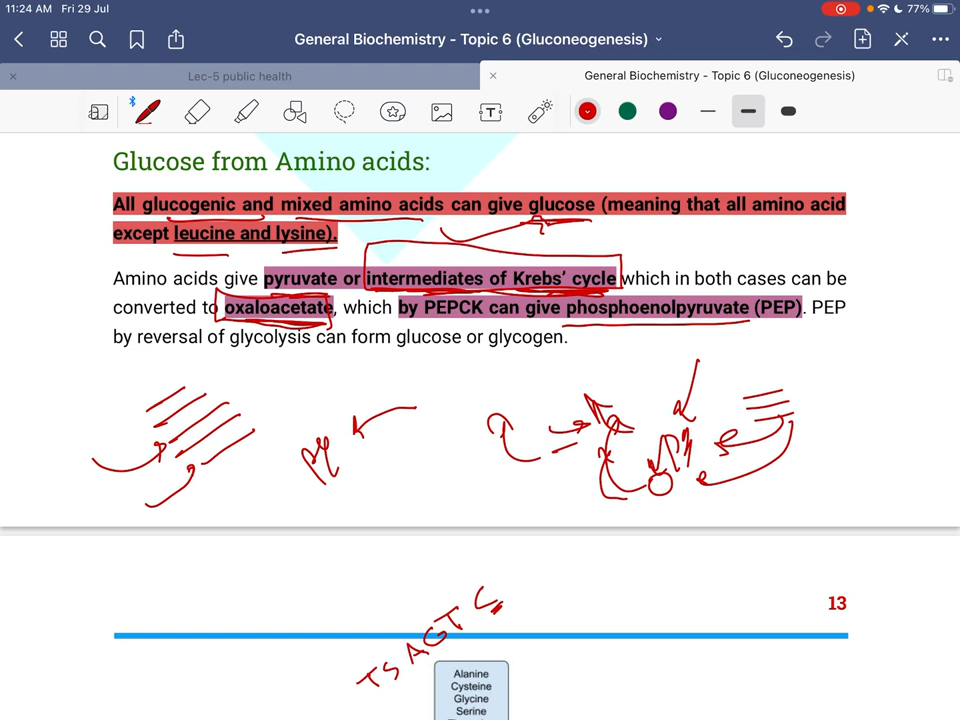 11:24 AM Fri 29 Jul
77%
General Biochemistry - Topic 6 (Gluconeogenesis)
Lec-5 public health
General Biochemistry - Topic 6 (Gluconeogenesis)
Glucose from Amino acids:
All glucogenic and mixed amino acids can give glucose (meaning that all amino acid
except leucine and lysine).
Amino acids give pyruvate or intermediates of Krebs' cycle which in both cases can be
converted to oxaloacetate, which by PEPCK can give phosphoenolpyruvate (PEP). PEP
by reversal of glycolysis can form glucose or glycogen.
13
TSAGTC
Alanine
Cysteine
Glycine
Serine